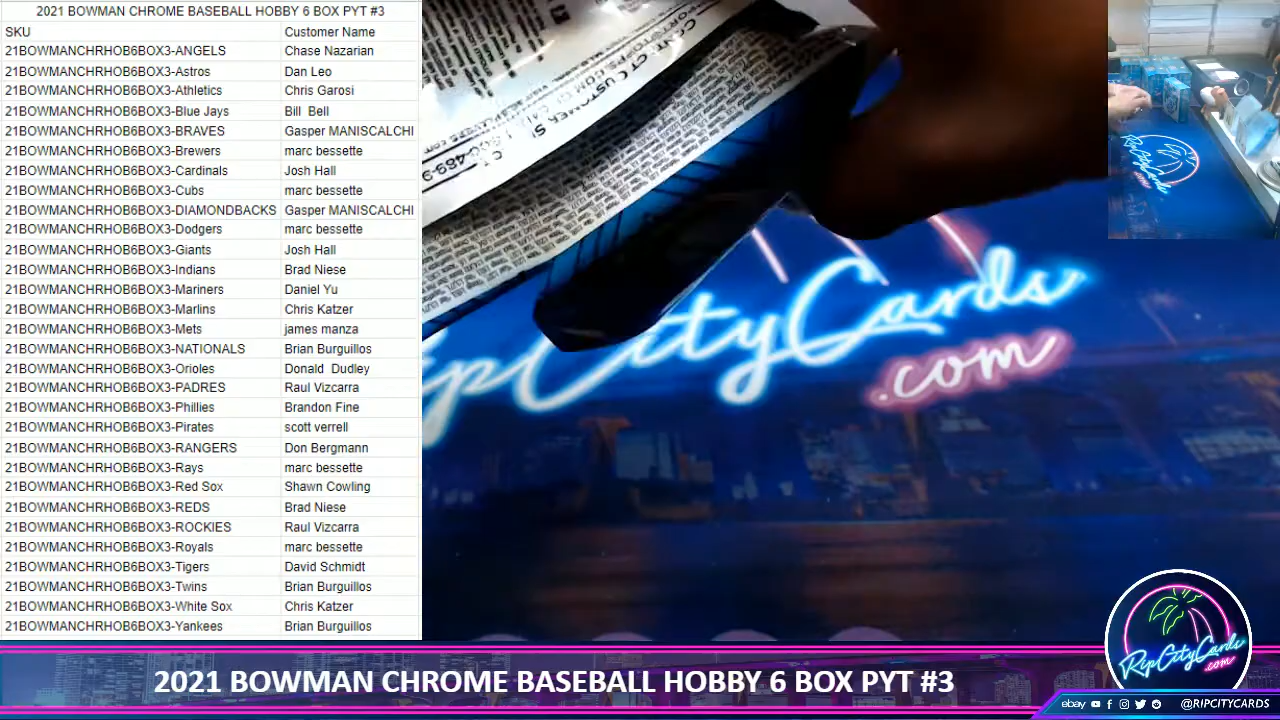 2021 BOWMAN CHROME BASEBALL HOBBY 6 BOX PYT #3
SKU Customer Name
21BOWMANCHRHOB6BOX3-ANGELS Chase Nazarian
21BOWMANCHRHOB6BOX3-Astros Dan Leo
21BOWMANCHRHOB6BOX3-Athletics Chris Garosi
21BOWMANCHRHOB6BOX3-Blue Jays Bill Bell
21BOWMANCHRHOB6BOX3-BRAVES Gasper MANISCALCHI
21BOWMANCHRHOB6BOX3-Brewers marc bessette
21BOWMANCHRHOB6BOX3-Cardinals Josh Hall
21BOWMANCHRHOB6BOX3-Cubs marc bessette
21BOWMANCHRHOB6BOX3-DIAMONDBACKS Gasper MANISCALCHI
21BOWMANCHRHOB6BOX3-Dodgers marc bessette
21BOWMANCHRHOB6BOX3-Giants Josh Hall
21BOWMANCHRHOB6BOX3-Indians Brad Niese
21BOWMANCHRHOB6BOX3-Mariners Daniel Yu
21BOWMANCHRHOB6BOX3-Marlins Chris Katzer
21BOWMANCHRHOB6BOX3-Mets james manza
21BOWMANCHRHOB6BOX3-NATIONALS Brian Burguillos
21BOWMANCHRHOB6BOX3-Orioles Donald Dudley
21BOWMANCHRHOB6BOX3-PADRES Raul Vizcarra
21BOWMANCHRHOB6BOX3-Phillies Brandon Fine
21BOWMANCHRHOB6BOX3-Pirates scott verrell
21BOWMANCHRHOB6BOX3-RANGERS Don Bergmann
21BOWMANCHRHOB6BOX3-Rays marc bessette
21BOWMANCHRHOB6BOX3-Red Sox Shawn Cowling
21BOWMANCHRHOB6BOX3-REDS Brad Niese
21BOWMANCHRHOB6BOX3-ROCKIES Raul Vizcarra
21BOWMANCHRHOB6BOX3-Royals marc bessette
21BOWMANCHRHOB6BOX3-Tigers David Schmidt
21BOWMANCHRHOB6BOX3-Twins Brian Burguillos
21BOWMANCHRHOB6BOX3-White Sox Chris Katzer
21BOWMANCHRHOB6BOX3-Yankees Brian Burguillos
ipCityCards
.com
RipCityCards
.com
2021 BOWMAN CHROME BASEBALL HOBBY 6 BOX PYT #3
ebay @RIPCITYCARDS